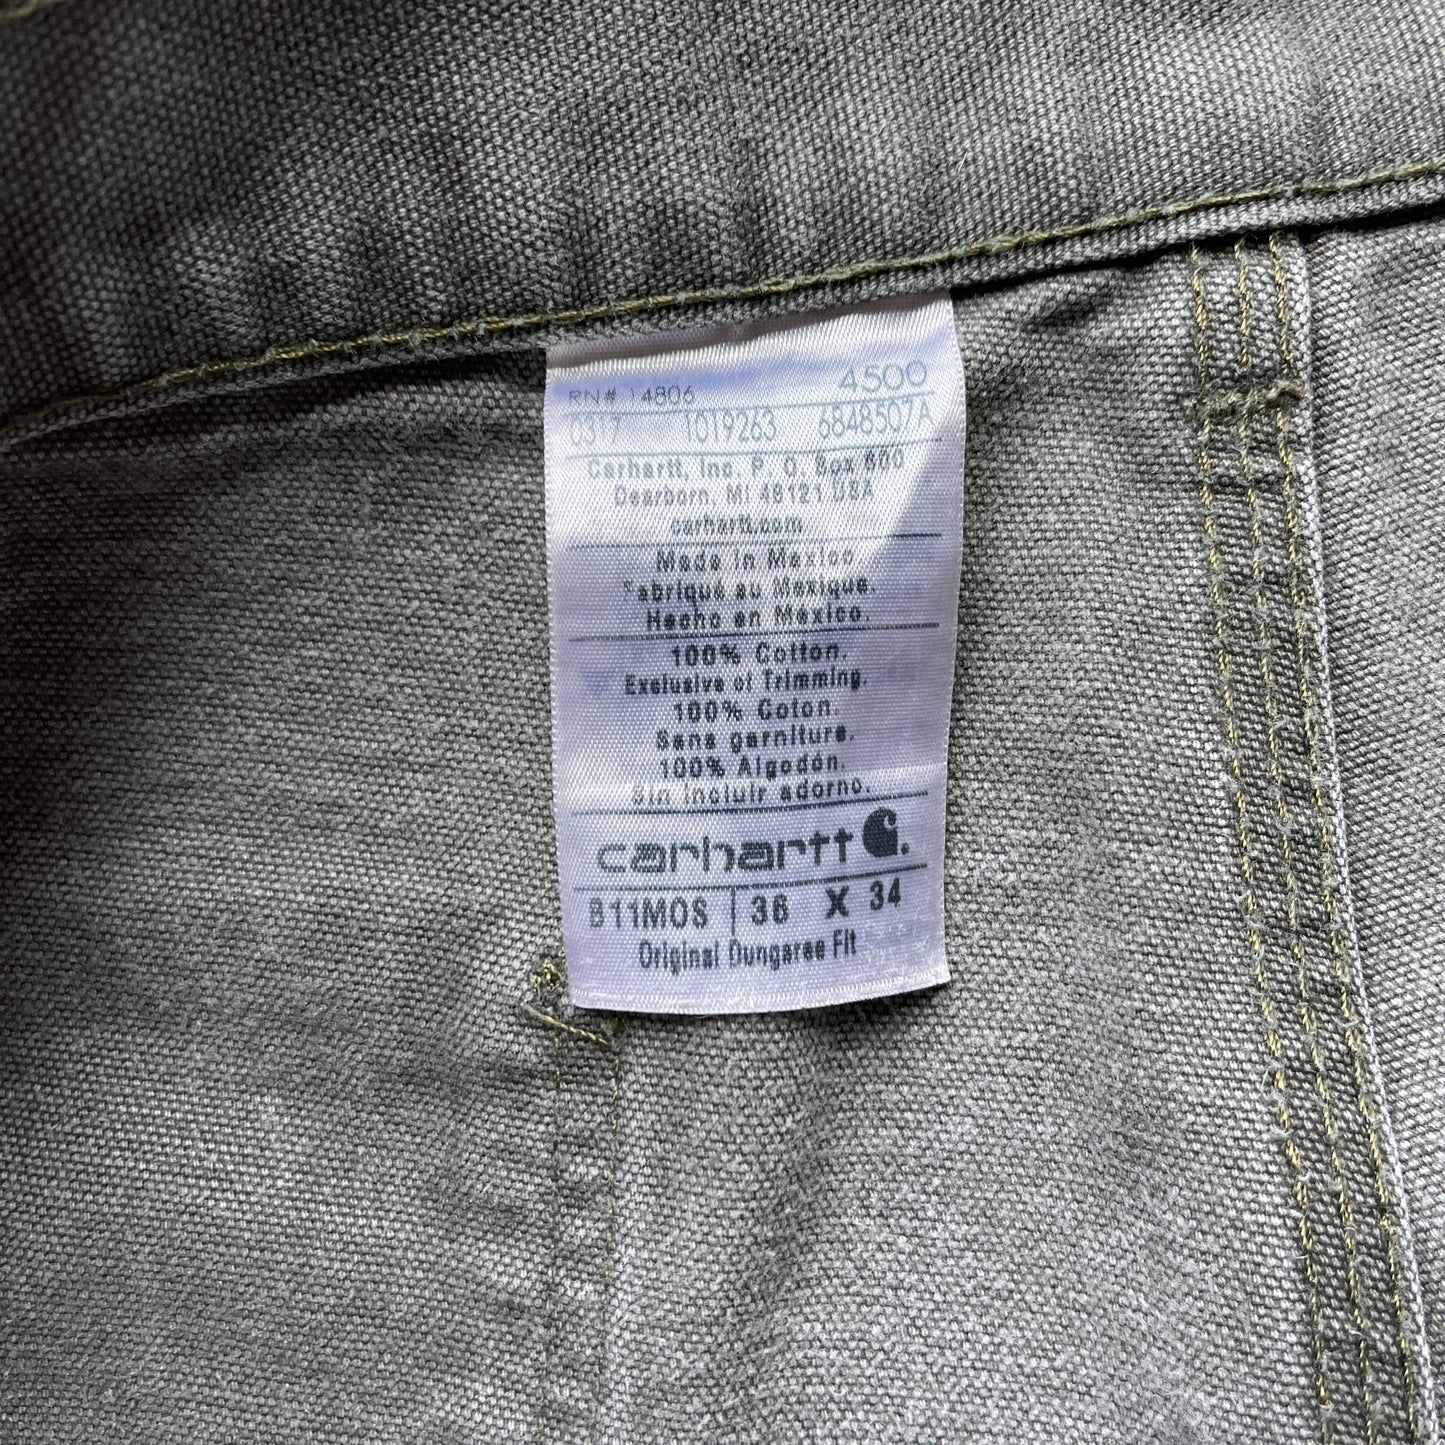 RN# 14806 4500
0317 1019263 6848507A
Carhartt, Inc. P. O. Box 600
Dearborn, MI 48121 USA
carhartt.com
Made in Mexico
Fabriqué au Mexique.
Hecho en México.
100% Cotton.
Exclusive of Trimming.
100% Coton.
Sans garniture.
100% Algodón.
Sin incluir adorno.
carhartt
B11MOS 36 X 34
Original Dungaree Fit